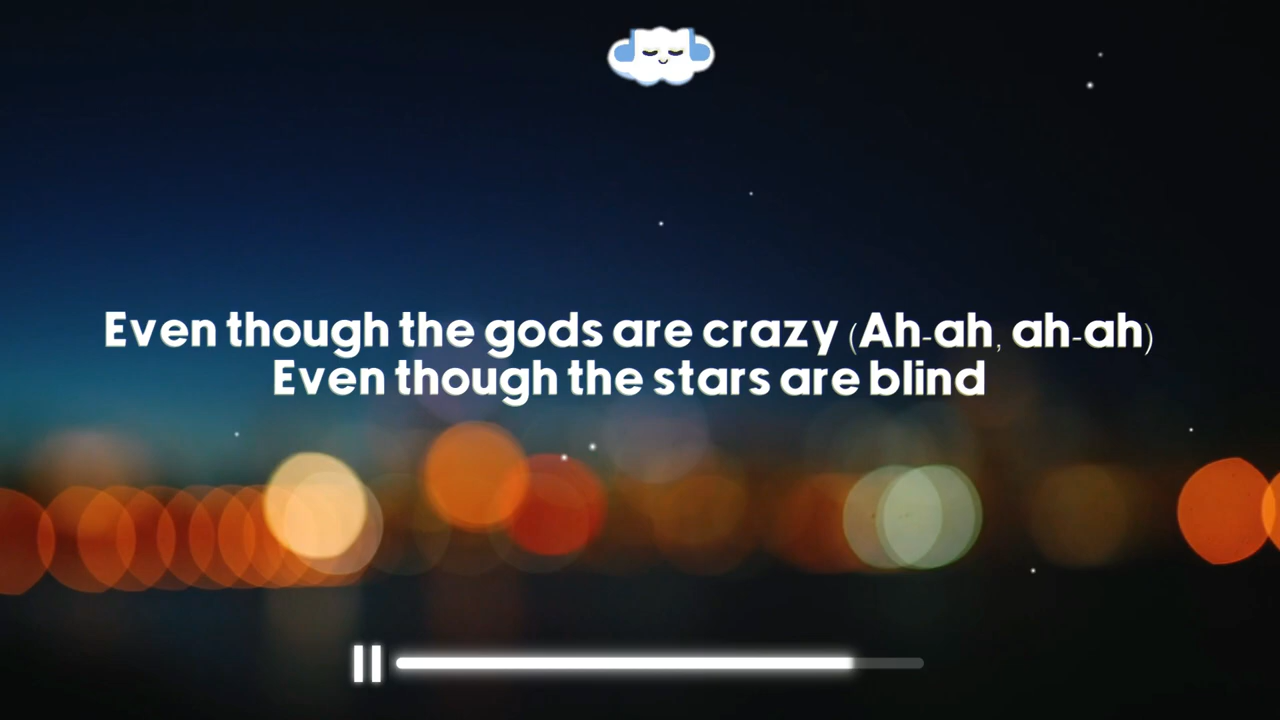 Even though the gods are crazy (Ah-ah, ah-ah)
Even though the stars are blind